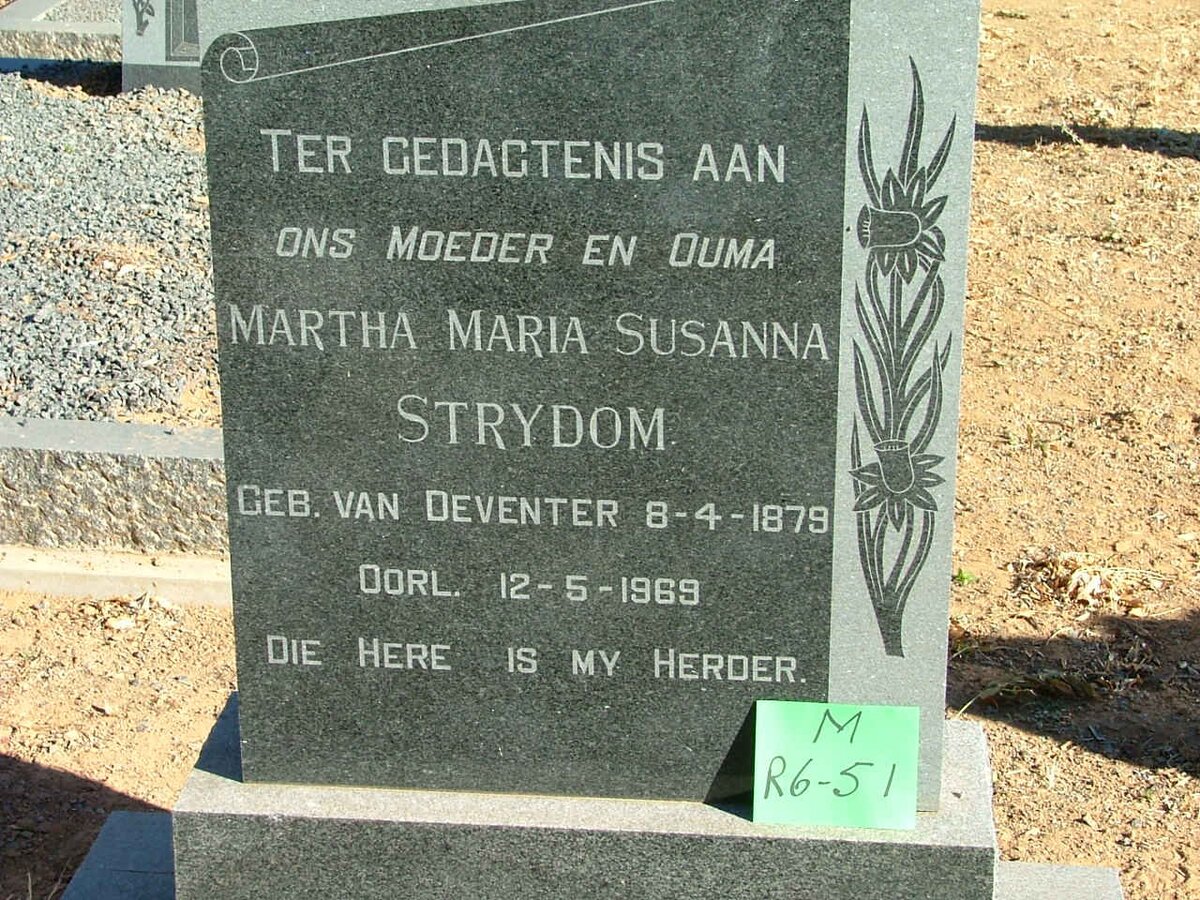 TER GEDAGTENIS AAN
ONS MOEDER EN OUMA
MARTHA MARIA SUSANNA
STRYDOM
GEB. VAN DEVENTER 8-4-1879
OORL. 12-5-1969
DIE HERE IS MY HERDER.
M
R6-51